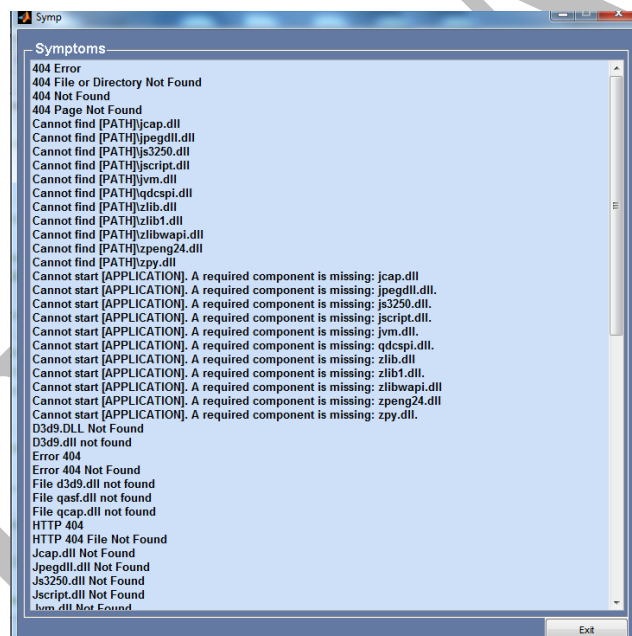 Symp
Symptoms
404 Error
404 File or Directory Not Found
404 Not Found
404 Page Not Found
Cannot find [PATH]\jcap.dll
Cannot find [PATH]\jpegdll.dll
Cannot find [PATH]\js3250.dll
Cannot find [PATH]\jscript.dll
Cannot find [PATH]\jvm.dll
Cannot find [PATH]\qdcspi.dll
Cannot find [PATH]\zlib.dll
Cannot find [PATH]\zlib1.dll
Cannot find [PATH]\zlibwapi.dll
Cannot find [PATH]\zpeng24.dll
Cannot find [PATH]\zpy.dll
Cannot start [APPLICATION]. A required component is missing: jcap.dll
Cannot start [APPLICATION]. A required component is missing: jpegdll.dll.
Cannot start [APPLICATION]. A required component is missing: js3250.dll.
Cannot start [APPLICATION]. A required component is missing: jscript.dll.
Cannot start [APPLICATION]. A required component is missing: jvm.dll.
Cannot start [APPLICATION]. A required component is missing: qdcspi.dll.
Cannot start [APPLICATION]. A required component is missing: zlib.dll
Cannot start [APPLICATION]. A required component is missing: zlib1.dll.
Cannot start [APPLICATION]. A required component is missing: zlibwapi.dll
Cannot start [APPLICATION]. A required component is missing: zpeng24.dll
Cannot start [APPLICATION]. A required component is missing: zpy.dll.
D3d9.DLL Not Found
D3d9.dll not found
Error 404
Error 404 Not Found
File d3d9.dll not found
File qasf.dll not found
File qcap.dll not found
HTTP 404
HTTP 404 File Not Found
Jcap.dll Not Found
Jpegdll.dll Not Found
Js3250.dll Not Found
Jscript.dll Not Found
Jvm.dll Not Found
Exit